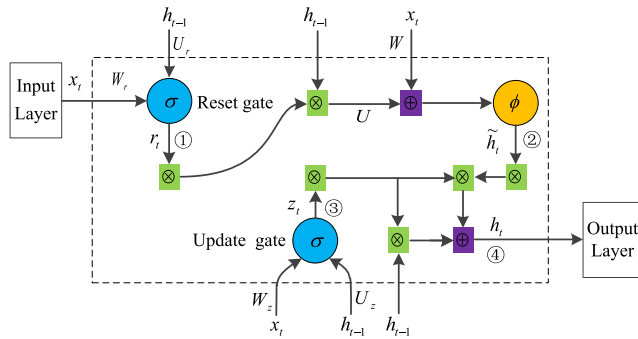 h_{t-1}
h_{t-1}
x_t
U_r
W
Input
Layer
x_t
W_r
σ
Reset gate
⊗
U
⊕
ϕ
r_t
①
\widetilde{h}_t
②
⊗
⊗
⊗
⊗
z_t
③
Update gate
σ
⊗
⊕
h_t
④
Output
Layer
W_z
U_z
x_t
h_{t-1}
h_{t-1}